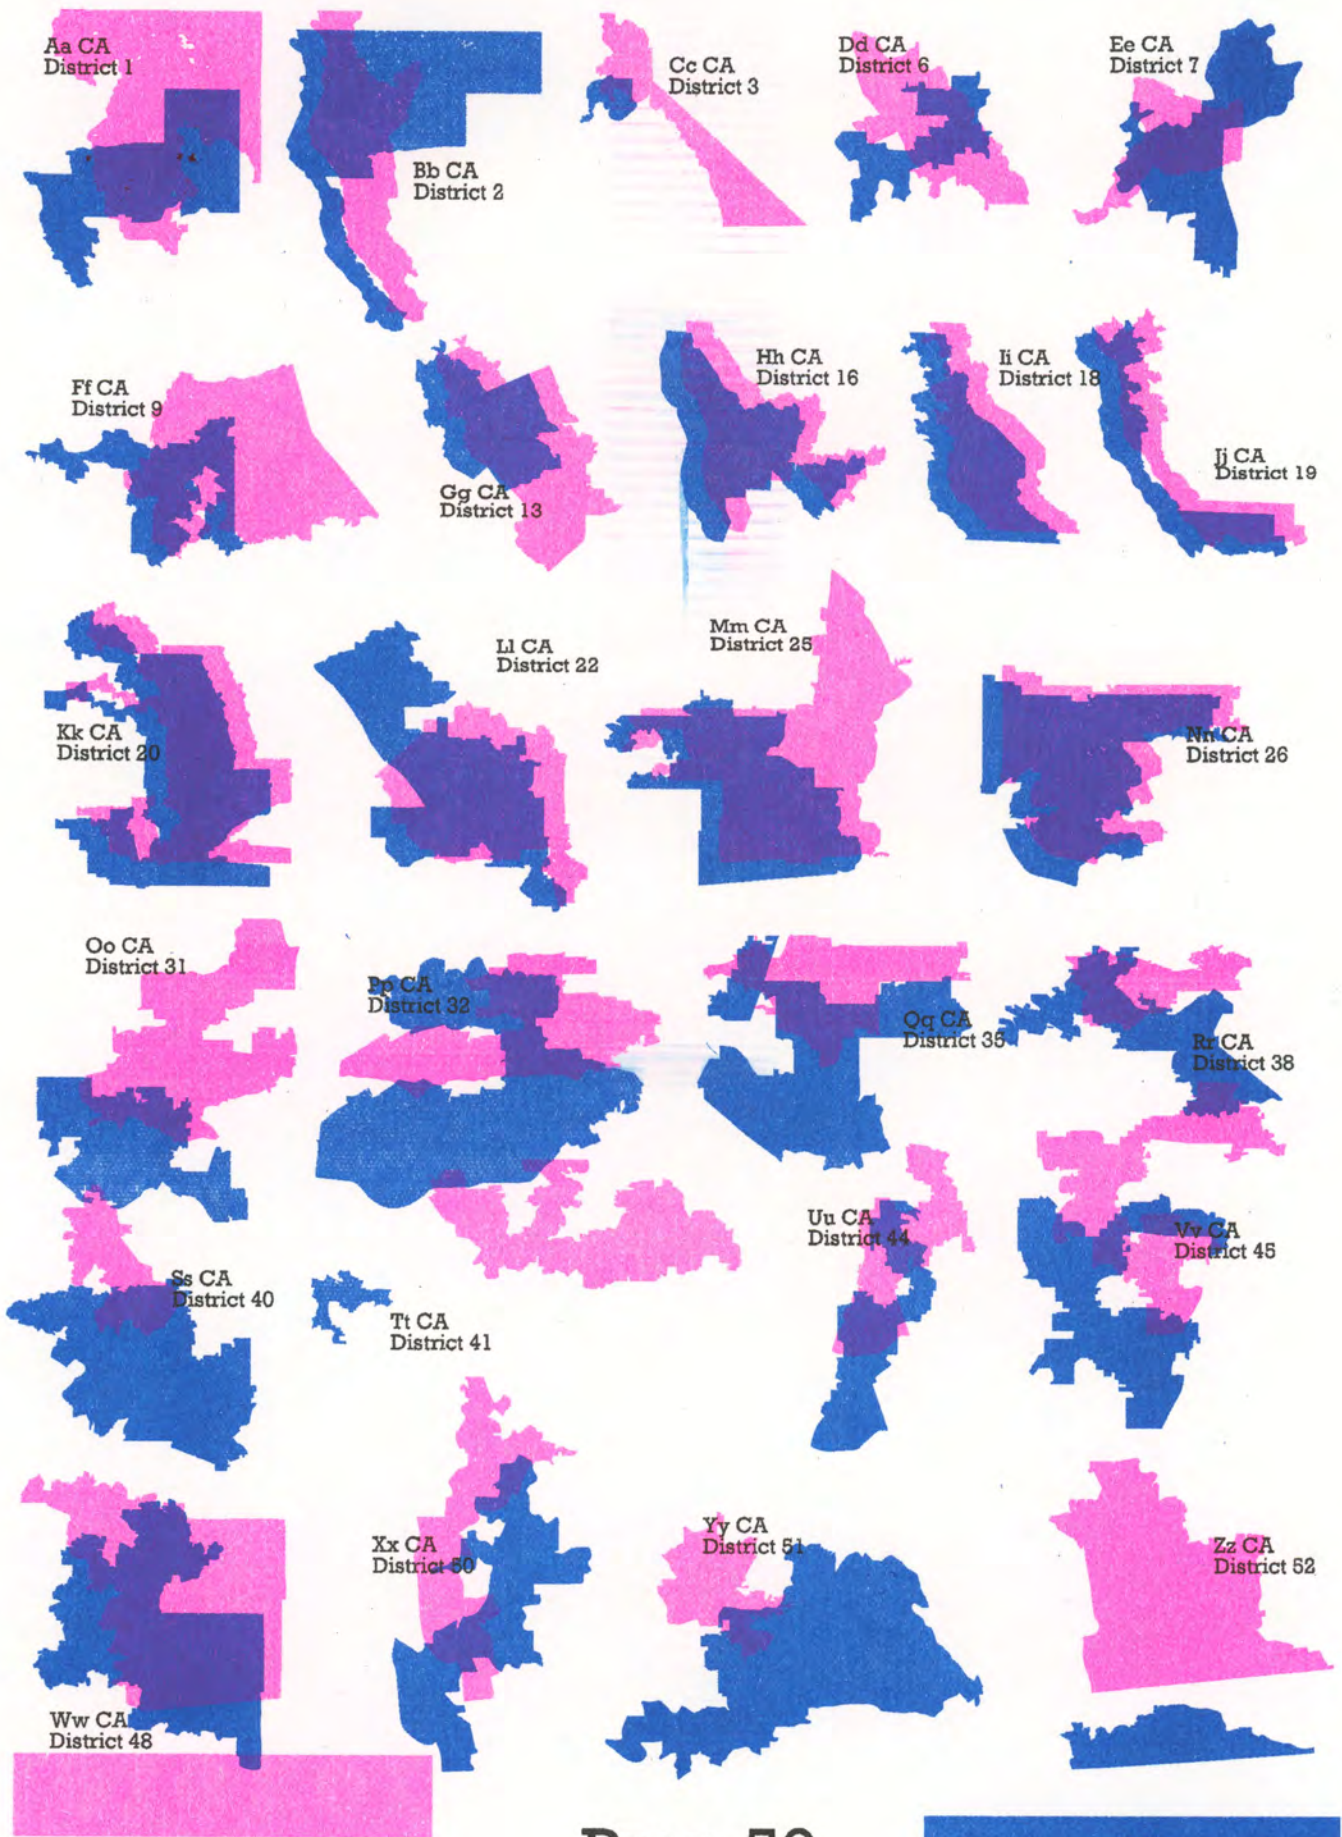 Aa CA
District 1
Bb CA
District 2
Cc CA
District 3
Dd CA
District 6
Ee CA
District 7
Ff CA
District 9
Gg CA
District 13
Hh CA
District 16
Ii CA
District 18
Jj CA
District 19
Kk CA
District 20
Ll CA
District 22
Mm CA
District 25
Nn CA
District 26
Oo CA
District 31
Pp CA
District 32
Qq CA
District 35
Rr CA
District 38
Ss CA
District 40
Tt CA
District 41
Uu CA
District 44
Vv CA
District 45
Ww CA
District 48
Xx CA
District 50
Yy CA
District 51
Zz CA
District 52